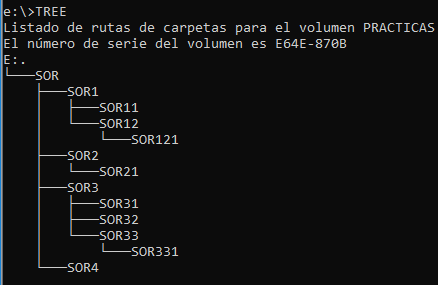 e:\>TREE
Listado de rutas de carpetas para el volumen PRACTICAS
El número de serie del volumen es E64E-870B
E:.
└───SOR
    ├───SOR1
    │   ├───SOR11
    │   └───SOR12
    │       └───SOR121
    ├───SOR2
    │   └───SOR21
    ├───SOR3
    │   ├───SOR31
    │   ├───SOR32
    │   └───SOR33
    │       └───SOR331
    └───SOR4